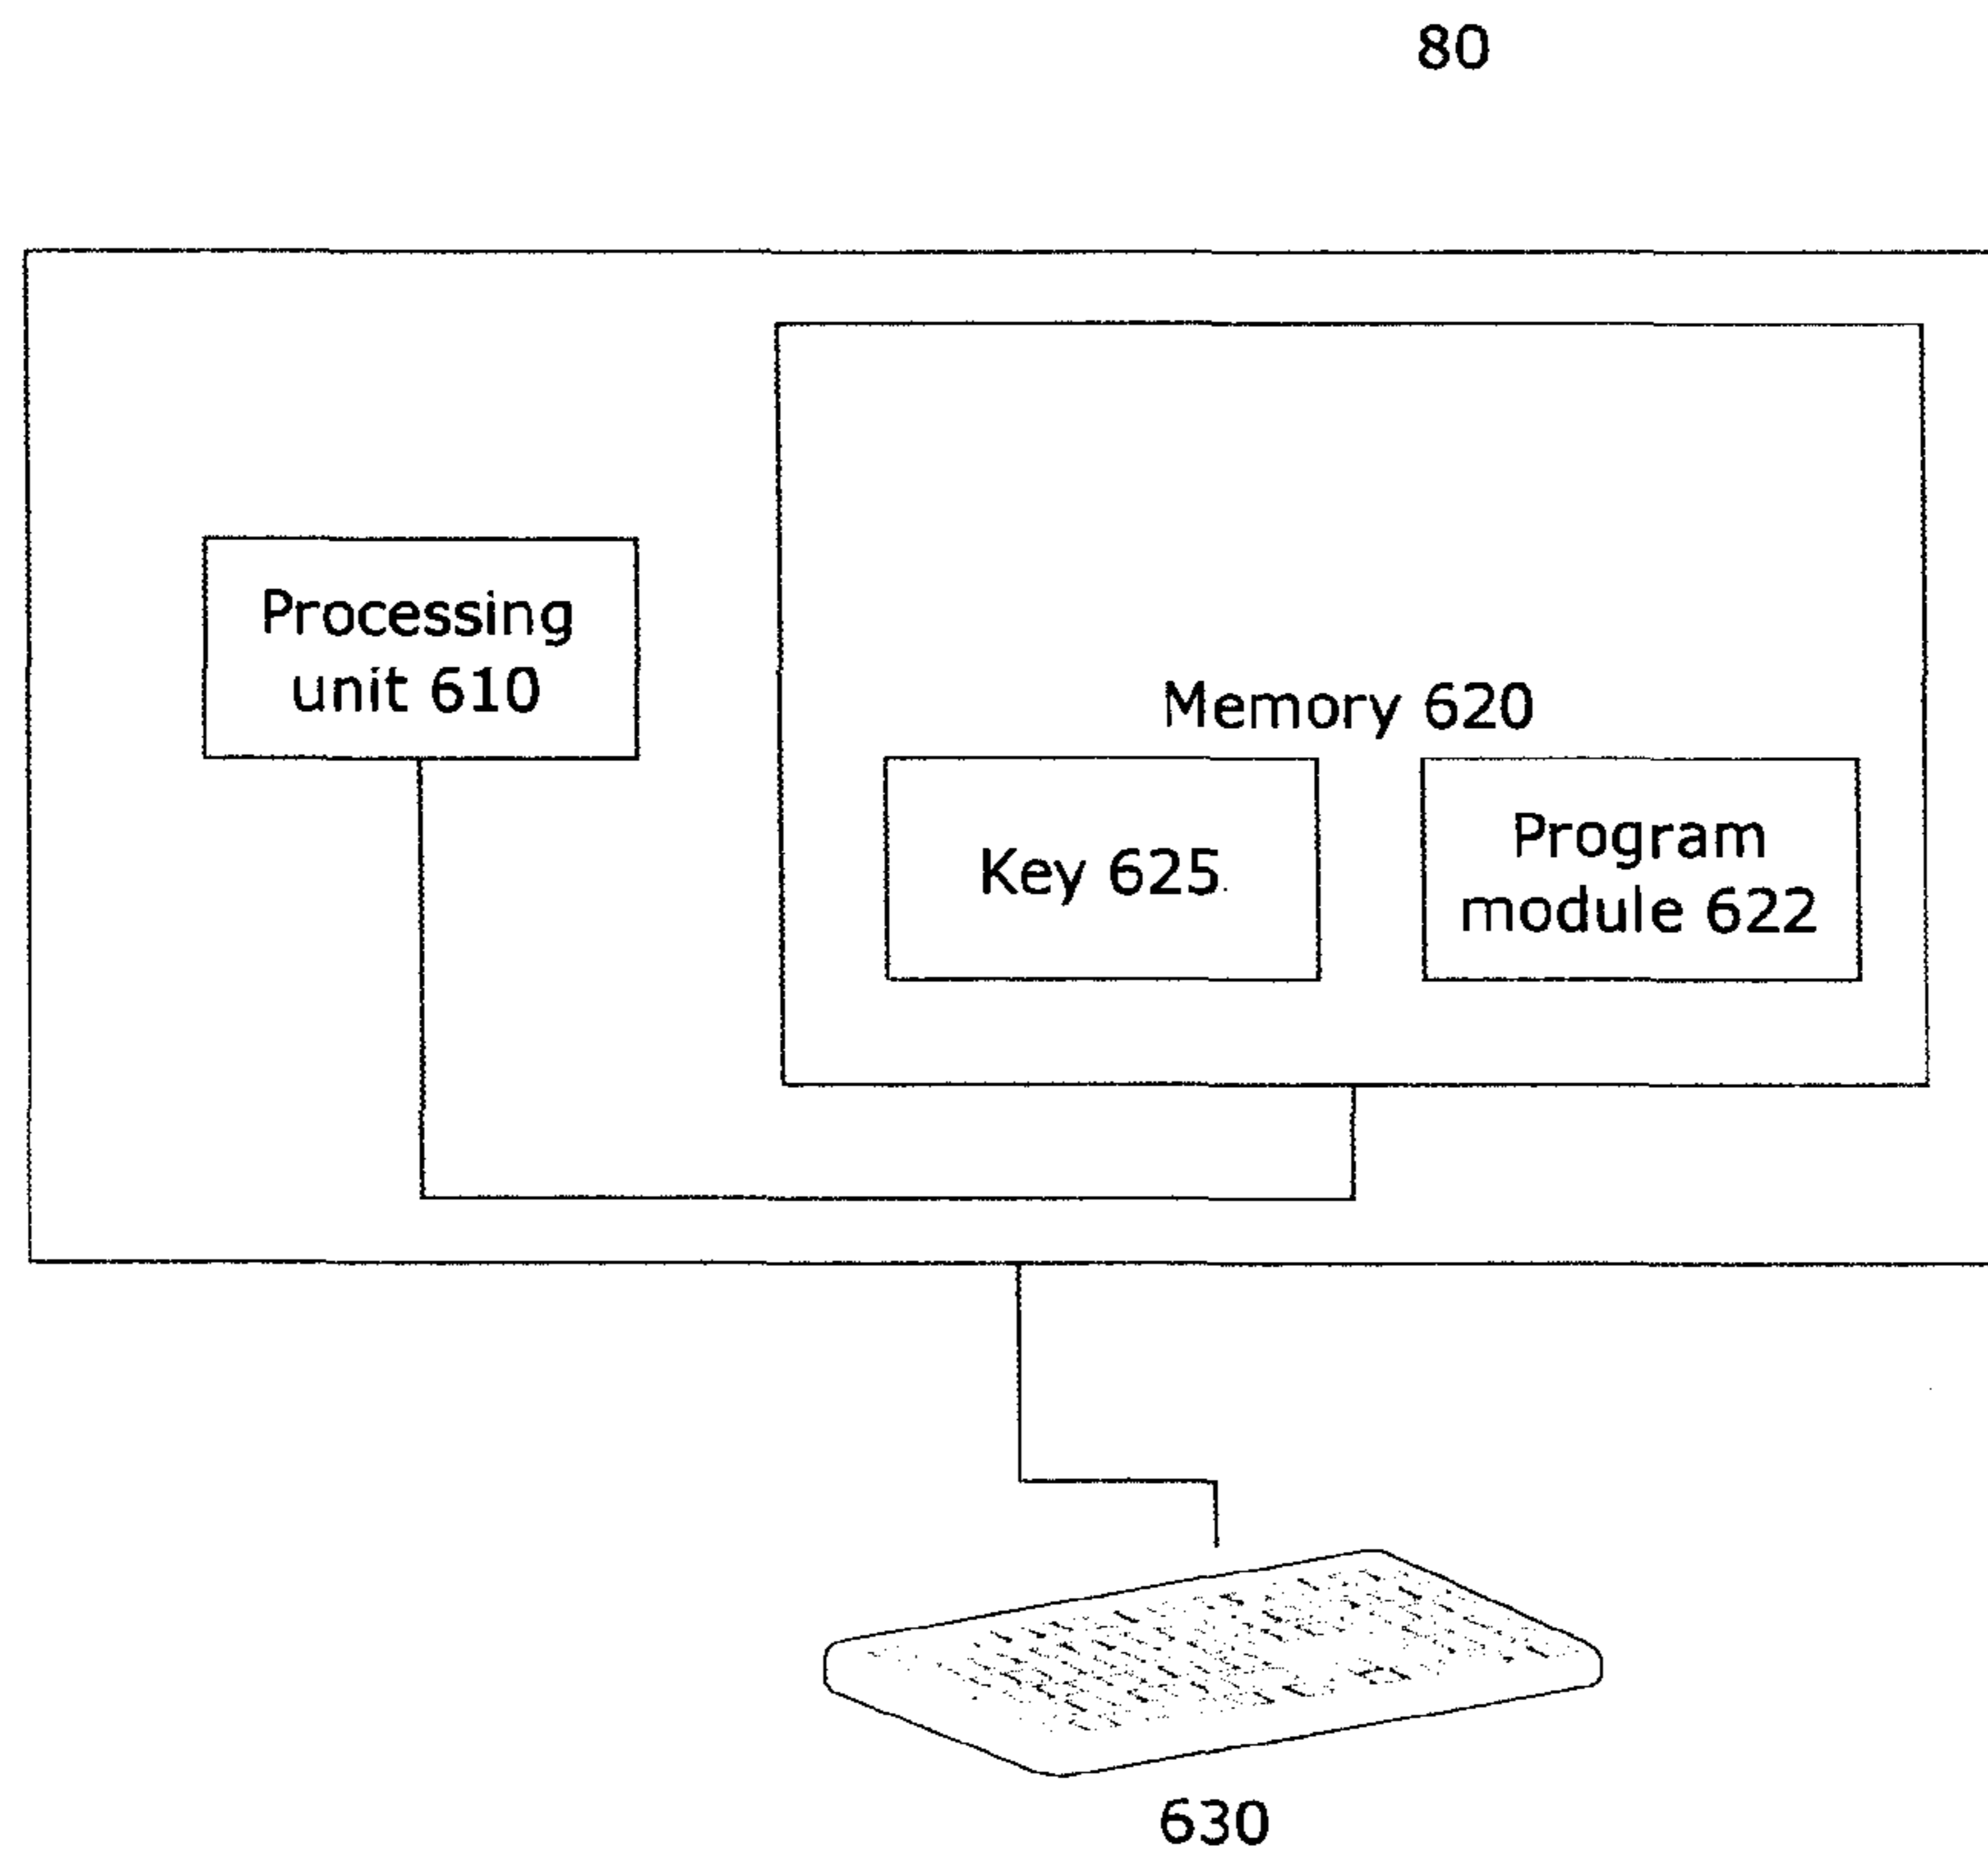 80
Processing
unit 610
Memory 620
Key 625
Program
module 622
630